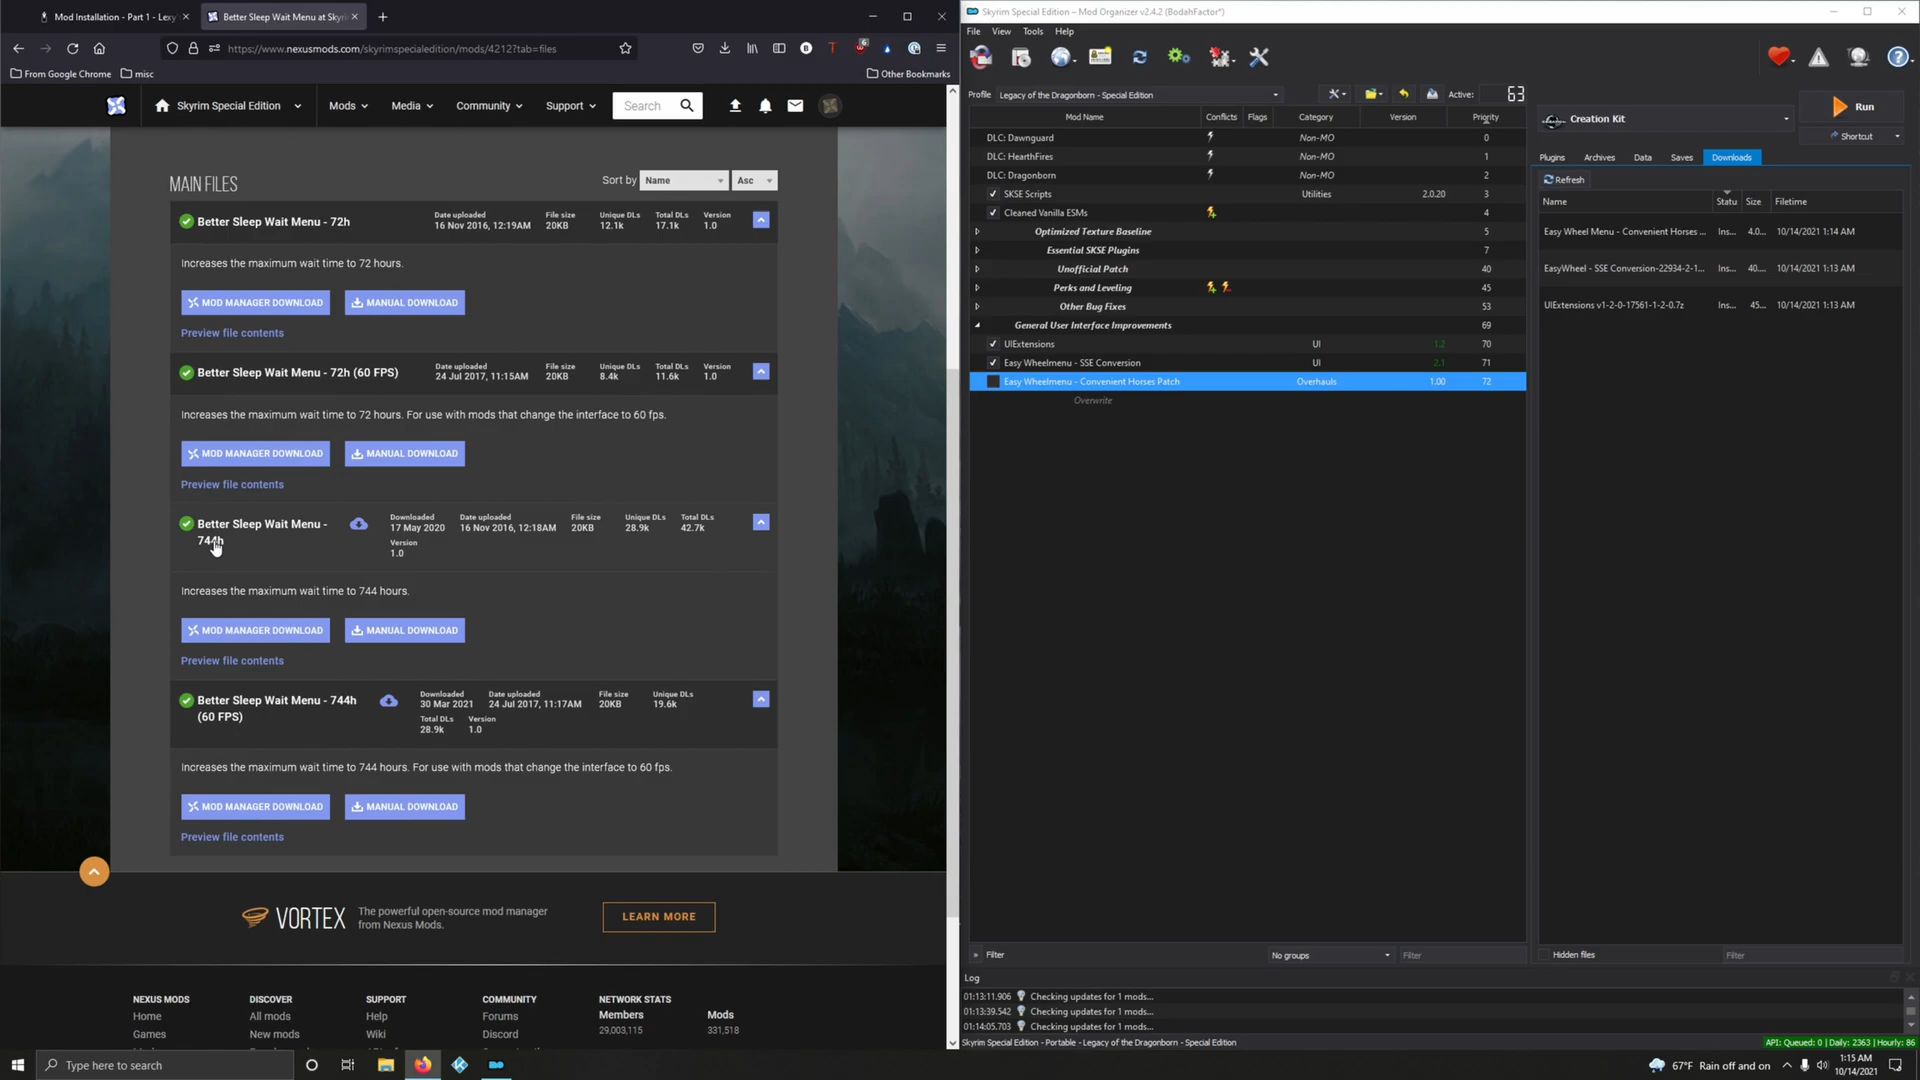 Mod Installation - Part 1 - Lexy'
Better Sleep Wait Menu at Skyri
https://www.nexusmods.com/skyrimspecialedition/mods/4212?tab=files
From Google Chrome
misc
Other Bookmarks
Skyrim Special Edition
Mods
Media
Community
Support
Search
MAIN FILES
Sort by
Name
Asc
Better Sleep Wait Menu - 72h
Date uploaded
16 Nov 2016, 12:19AM
File size
20KB
Unique DLs
12.1k
Total DLs
17.1k
Version
1.0
Increases the maximum wait time to 72 hours.
MOD MANAGER DOWNLOAD
MANUAL DOWNLOAD
Preview file contents
Better Sleep Wait Menu - 72h (60 FPS)
Date uploaded
24 Jul 2017, 11:15AM
File size
20KB
Unique DLs
8.4k
Total DLs
11.6k
Version
1.0
Increases the maximum wait time to 72 hours. For use with mods that change the interface to 60 fps.
MOD MANAGER DOWNLOAD
MANUAL DOWNLOAD
Preview file contents
Better Sleep Wait Menu -
744h
Downloaded
17 May 2020
Date uploaded
16 Nov 2016, 12:18AM
File size
20KB
Unique DLs
28.9k
Total DLs
42.7k
Version
1.0
Increases the maximum wait time to 744 hours.
MOD MANAGER DOWNLOAD
MANUAL DOWNLOAD
Preview file contents
Better Sleep Wait Menu - 744h
(60 FPS)
Downloaded
30 Mar 2021
Date uploaded
24 Jul 2017, 11:17AM
File size
20KB
Unique DLs
19.6k
Total DLs
28.9k
Version
1.0
Increases the maximum wait time to 744 hours. For use with mods that change the interface to 60 fps.
MOD MANAGER DOWNLOAD
MANUAL DOWNLOAD
Preview file contents
VORTEX
The powerful open-source mod manager
from Nexus Mods.
LEARN MORE
NEXUS MODS
DISCOVER
SUPPORT
COMMUNITY
NETWORK STATS
Home
All mods
Help
Forums
Members
Mods
Games
New mods
Wiki
Discord
29,003,115
331,518
Skyrim Special Edition – Mod Organizer v2.4.2 (BodahFactor*)
File
View
Tools
Help
Profile
Legacy of the Dragonborn - Special Edition
Active:
63
Mod Name
Conflicts
Flags
Category
Version
Priority
DLC: Dawnguard
Non-MO
0
DLC: HearthFires
Non-MO
1
DLC: Dragonborn
Non-MO
2
SKSE Scripts
Utilities
2.0.20
3
Cleaned Vanilla ESMs
4
Optimized Texture Baseline
5
Essential SKSE Plugins
7
Unofficial Patch
40
Perks and Leveling
45
Other Bug Fixes
53
General User Interface Improvements
69
UIExtensions
UI
1.2
70
Easy Wheelmenu - SSE Conversion
UI
2.1
71
Easy Wheelmenu - Convenient Horses Patch
Overhauls
1.00
72
Overwrite
Filter
No groups
Filter
Creation Kit
Run
Shortcut
Plugins
Archives
Data
Saves
Downloads
Refresh
Name
Statu
Size
Filetime
Easy Wheel Menu - Convenient Horses ...
Ins...
4.0...
10/14/2021 1:14 AM
EasyWheel - SSE Conversion-22934-2-1...
Ins...
40....
10/14/2021 1:13 AM
UIExtensions v1-2-0-17561-1-2-0.7z
Ins...
45...
10/14/2021 1:13 AM
Hidden files
Filter
Log
01:13:11.906 Checking updates for 1 mods...
01:13:39.542 Checking updates for 1 mods...
01:14:05.703 Checking updates for 1 mods...
Skyrim Special Edition - Portable - Legacy of the Dragonborn - Special Edition
API: Queued: 0 | Daily: 2363 | Hourly: 86
Type here to search
67°F Rain off and on
1:15 AM
10/14/2021